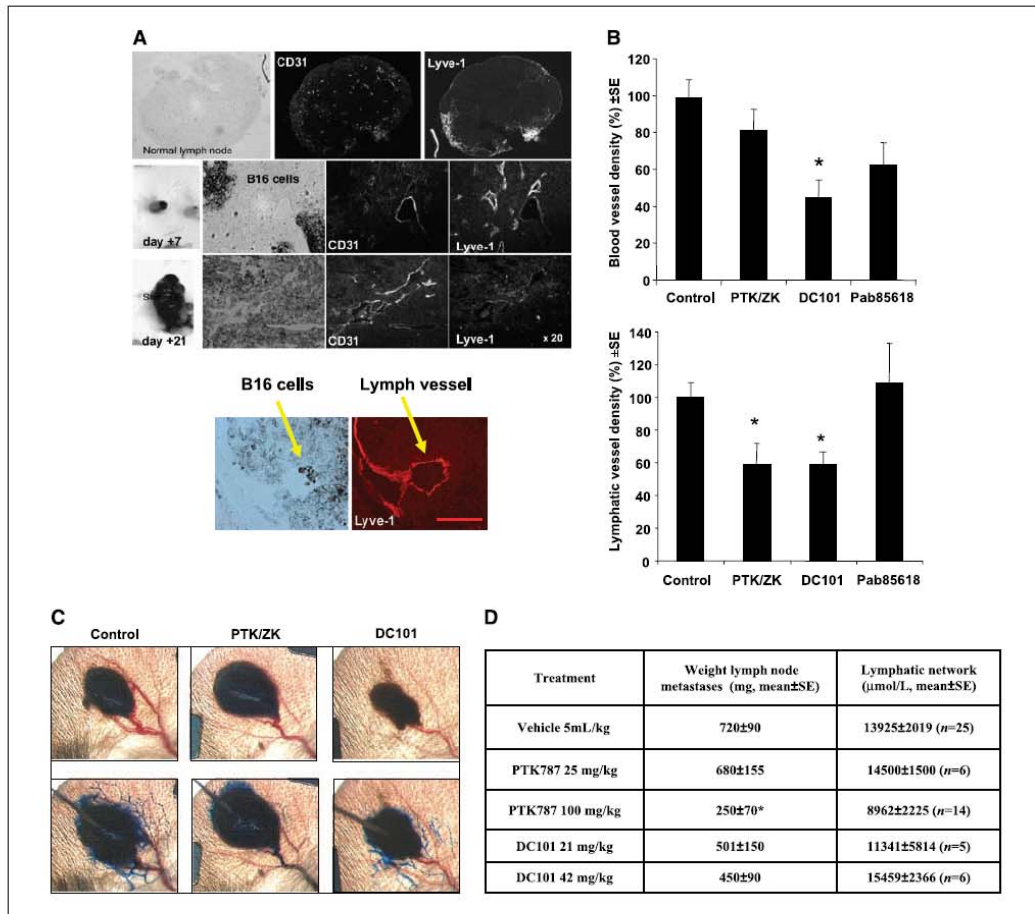 A
CD31
Lyve-1
Normal lymph node
B16 cells
day +7
CD31
Lyve-1
day +21
CD31
Lyve-1
x 20
B16 cells
Lymph vessel
Lyve-1
B
Blood vessel density (%) ±SE
120
100
80
60
40
20
0
*
Control PTK/ZK DC101 Pab85618
Lymphatic vessel density (%) ±SE
140
120
100
80
60
40
20
0
* *
Control PTK/ZK DC101 Pab85618
C
Control PTK/ZK DC101
D
Treatment
Weight lymph node
metastases (mg, mean±SE)
Lymphatic network
(μmol/L, mean±SE)
Vehicle 5mL/kg 720±90 13925±2019 (n=25)
PTK787 25 mg/kg 680±155 14500±1500 (n=6)
PTK787 100 mg/kg 250±70* 8962±2225 (n=14)
DC101 21 mg/kg 501±150 11341±5814 (n=5)
DC101 42 mg/kg 450±90 15459±2366 (n=6)